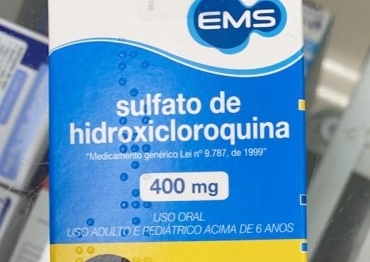 EMS
sulfato de
hidroxicloroquina
"Medicamento genérico Lei nº 9.787, de 1999"
400 mg
USO ORAL
USO ADULTO E PEDIÁTRICO ACIMA DE 6 ANOS